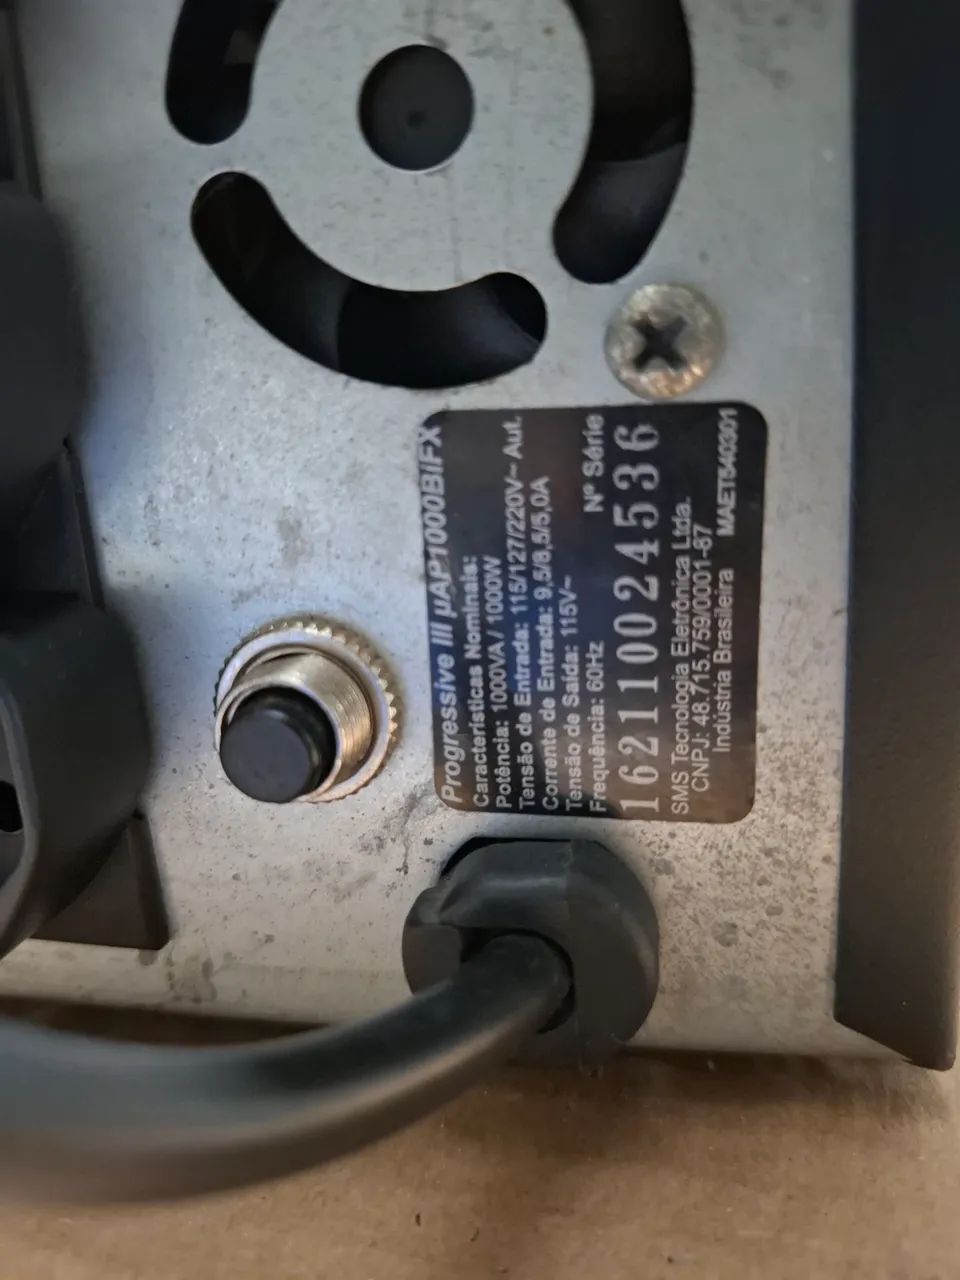 Progressive III µAP1000BiFX
Características Nominais:
Potência: 1000VA / 1000W
Tensão de Entrada: 115/127/220V~ Aut.
Corrente de Entrada: 9,5/8,5/5,0A
Tensão de Saída: 115V~
Frequência: 60Hz Nº Série
162110024536
SMS Tecnologia Eletrônica Ltda.
CNPJ: 48.715.759/0001-87
Indústria Brasileira MAET540301